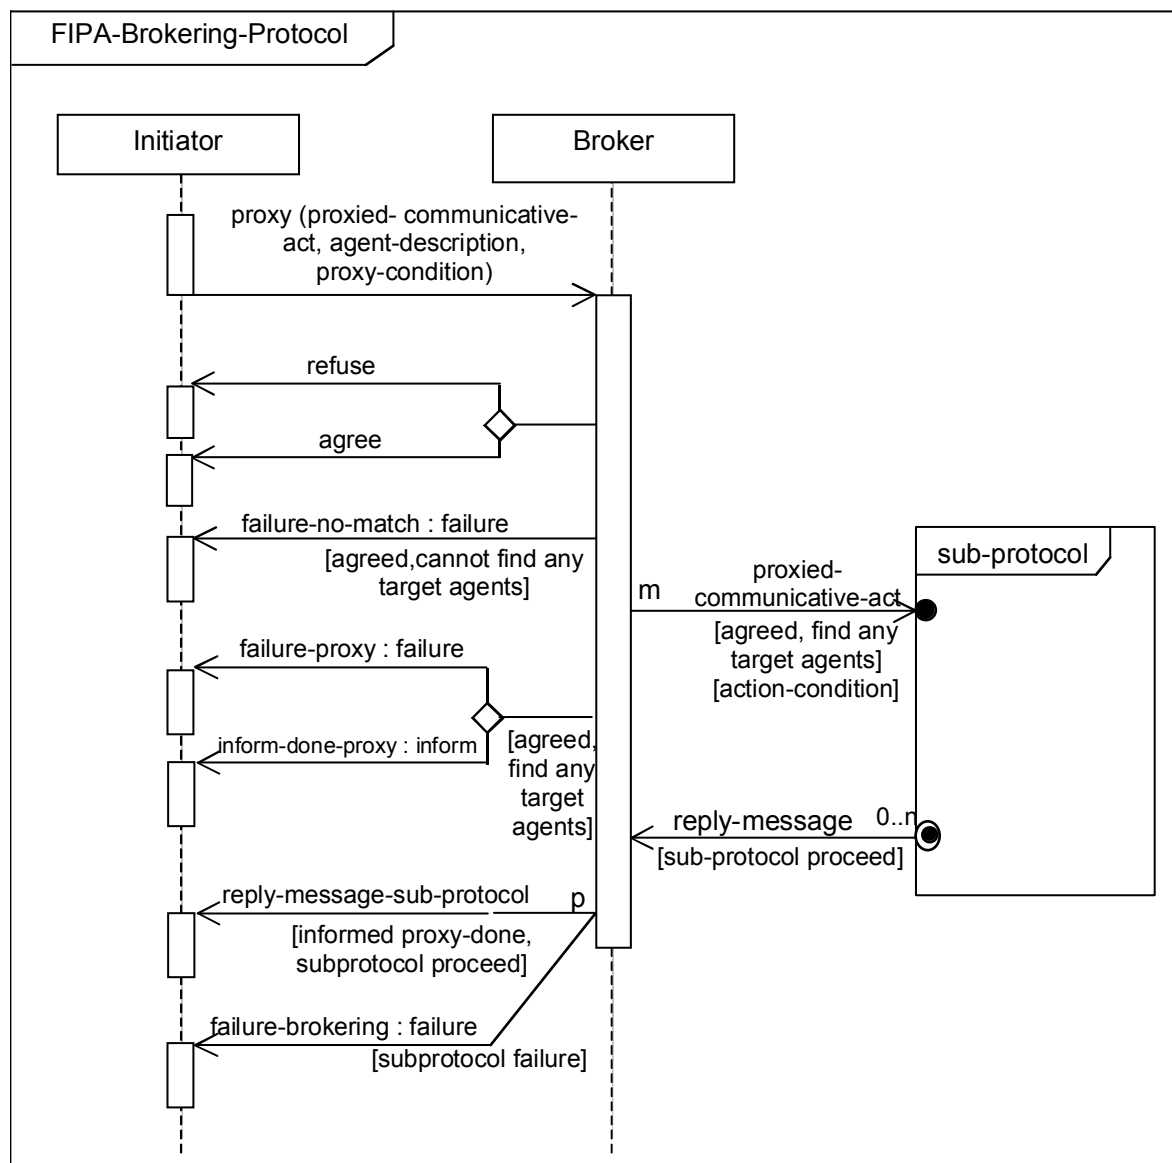 FIPA-Brokering-Protocol
Initiator
Broker
proxy (proxied- communicative-
act, agent-description,
proxy-condition)
refuse
agree
failure-no-match : failure
[agreed,cannot find any
target agents]
sub-protocol
m
proxied-
communicative-act
[agreed, find any
target agents]
[action-condition]
failure-proxy : failure
inform-done-proxy : inform
[agreed,
find any
target
agents]
reply-message
0..n
[sub-protocol proceed]
reply-message-sub-protocol
p
[informed proxy-done,
subprotocol proceed]
failure-brokering : failure
[subprotocol failure]